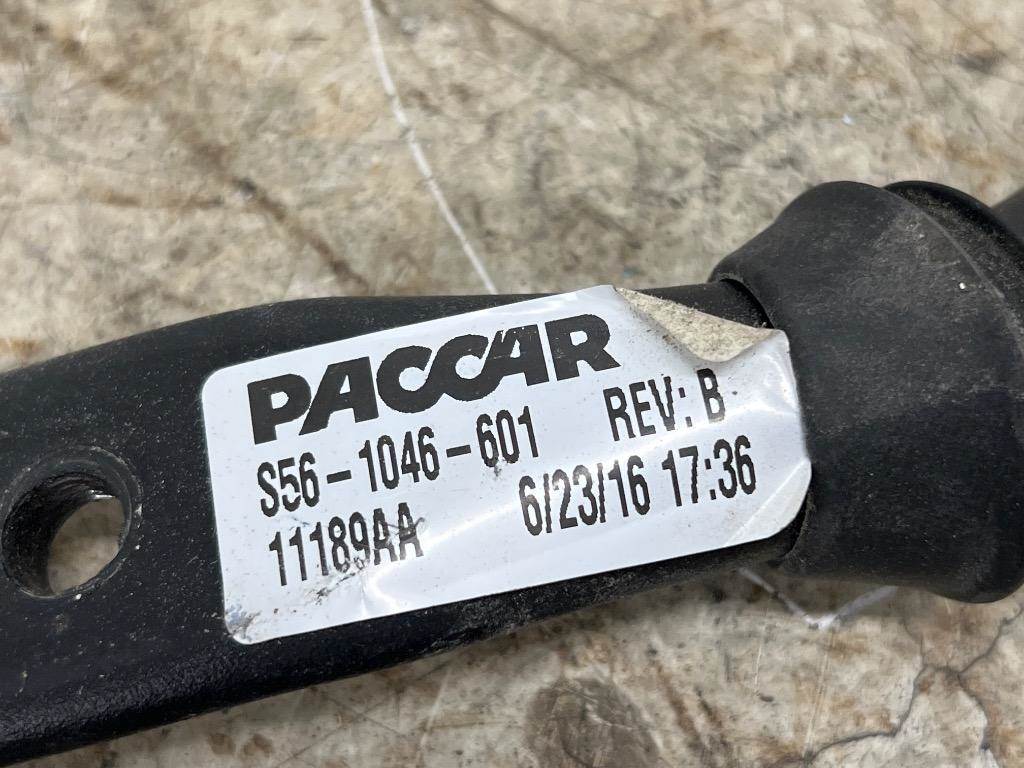 PACCAR
S56-1046-601 REV: B
11189AA 6/23/16 17:36